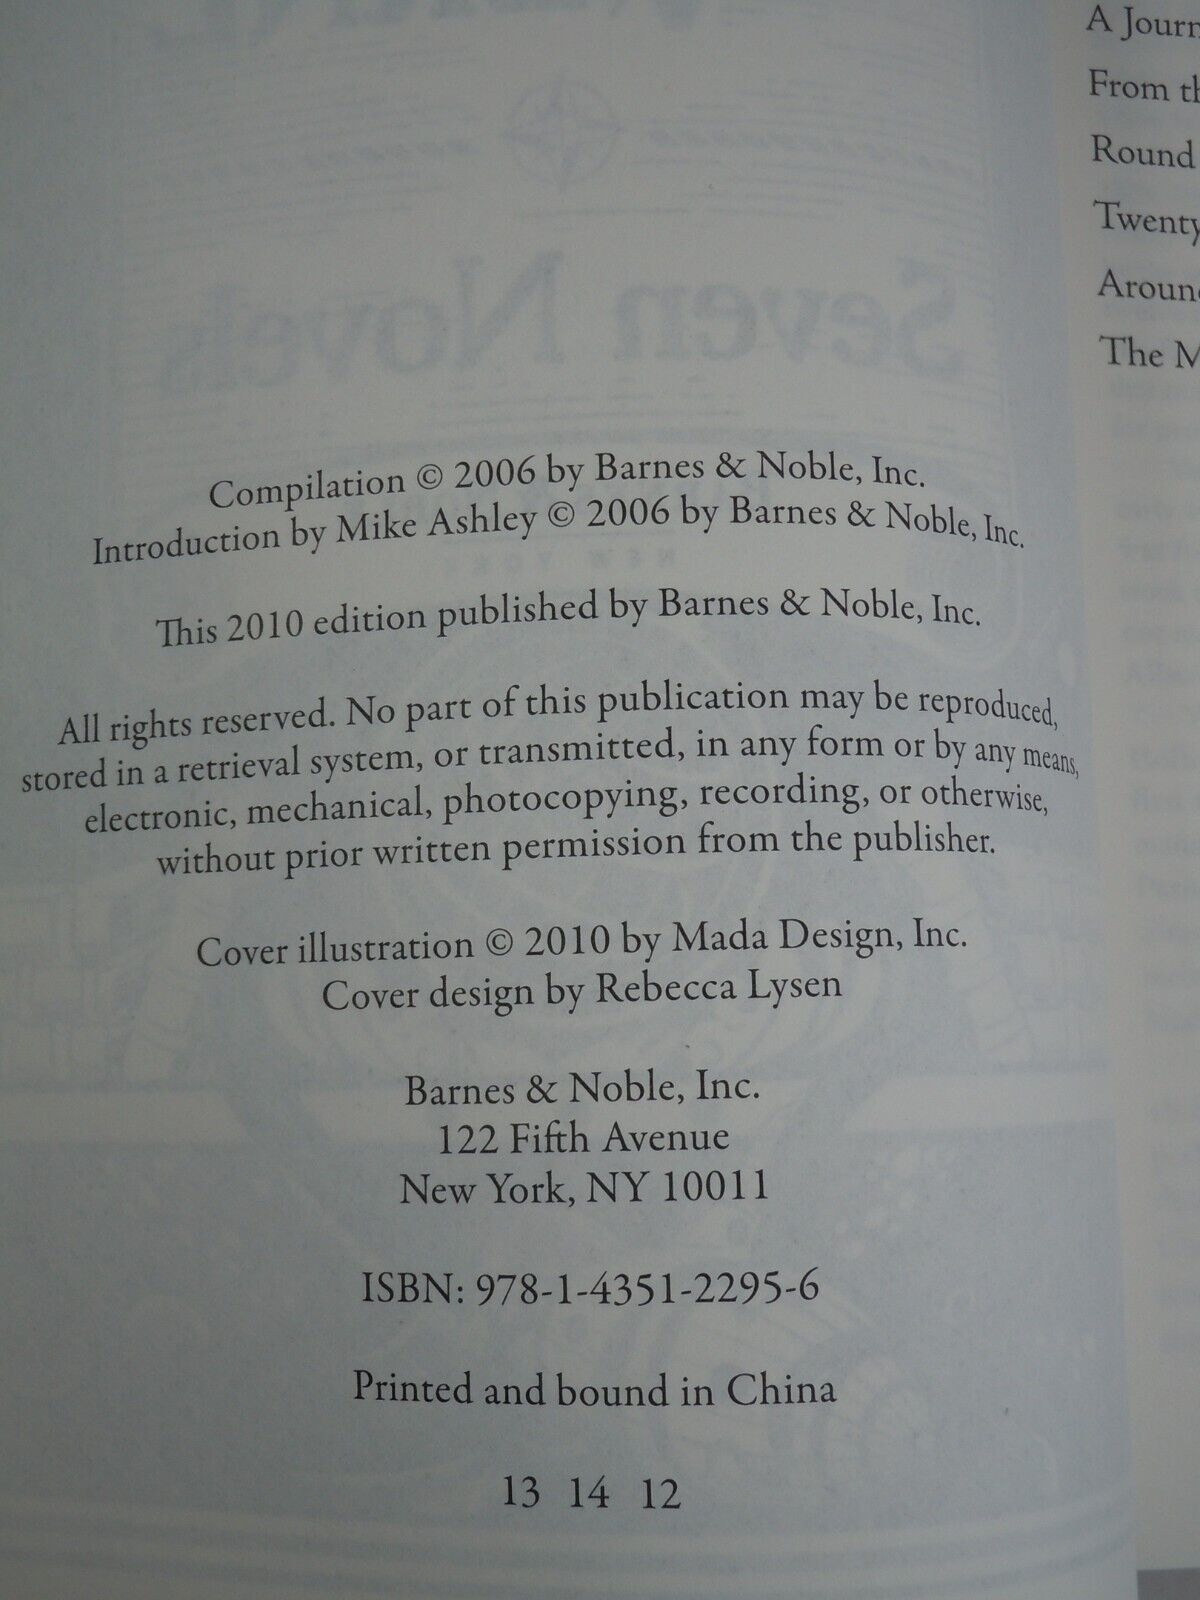 Compilation © 2006 by Barnes & Noble, Inc.
Introduction by Mike Ashley © 2006 by Barnes & Noble, Inc.
This 2010 edition published by Barnes & Noble, Inc.
All rights reserved. No part of this publication may be reproduced,
stored in a retrieval system, or transmitted, in any form or by any means,
electronic, mechanical, photocopying, recording, or otherwise,
without prior written permission from the publisher.
Cover illustration © 2010 by Mada Design, Inc.
Cover design by Rebecca Lysen
Barnes & Noble, Inc.
122 Fifth Avenue
New York, NY 10011
ISBN: 978-1-4351-2295-6
Printed and bound in China
13 14 12
A Journ
From th
Round
Twenty
Aroun
The M
Seven Novels
NEW YORK